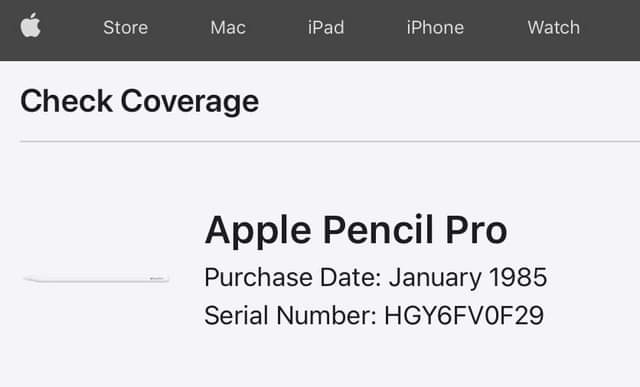 Store Mac iPad iPhone Watch
Check Coverage
Apple Pencil Pro
Purchase Date: January 1985
Serial Number: HGY6FV0F29